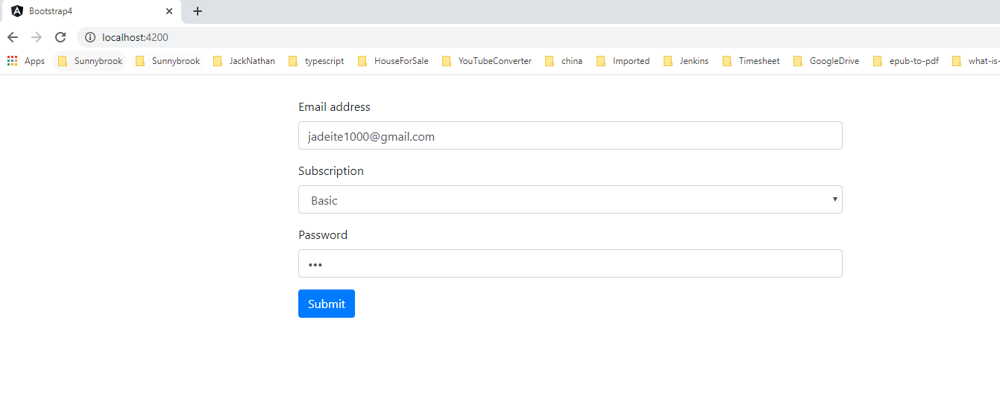 Bootstrap4
localhost:4200
Apps Sunnybrook Sunnybrook JackNathan typescript HouseForSale YouTubeConverter china Imported Jenkins Timesheet GoogleDrive epub-to-pdf what-is-
Email address
jadeite1000@gmail.com
Subscription
Basic
Password
•••
Submit